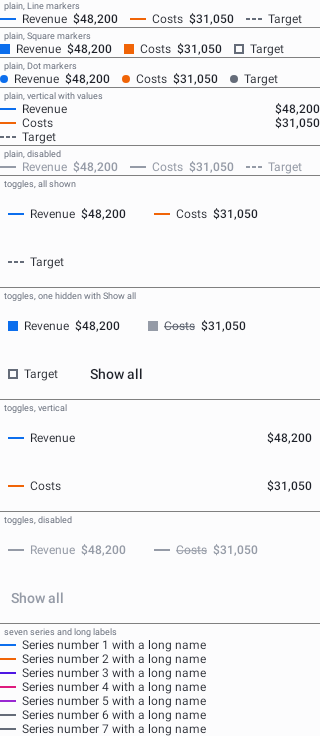 plain, Line markers
Revenue $48,200 Costs $31,050 Target
plain, Square markers
Revenue $48,200 Costs $31,050 Target
plain, Dot markers
Revenue $48,200 Costs $31,050 Target
plain, vertical with values
Revenue $48,200
Costs $31,050
Target
plain, disabled
Revenue $48,200 Costs $31,050 Target
toggles, all shown
Revenue $48,200 Costs $31,050
Target
toggles, one hidden with Show all
Revenue $48,200 Costs $31,050
Target Show all
toggles, vertical
Revenue $48,200
Costs $31,050
toggles, disabled
Revenue $48,200 Costs $31,050
Show all
seven series and long labels
Series number 1 with a long name
Series number 2 with a long name
Series number 3 with a long name
Series number 4 with a long name
Series number 5 with a long name
Series number 6 with a long name
Series number 7 with a long name